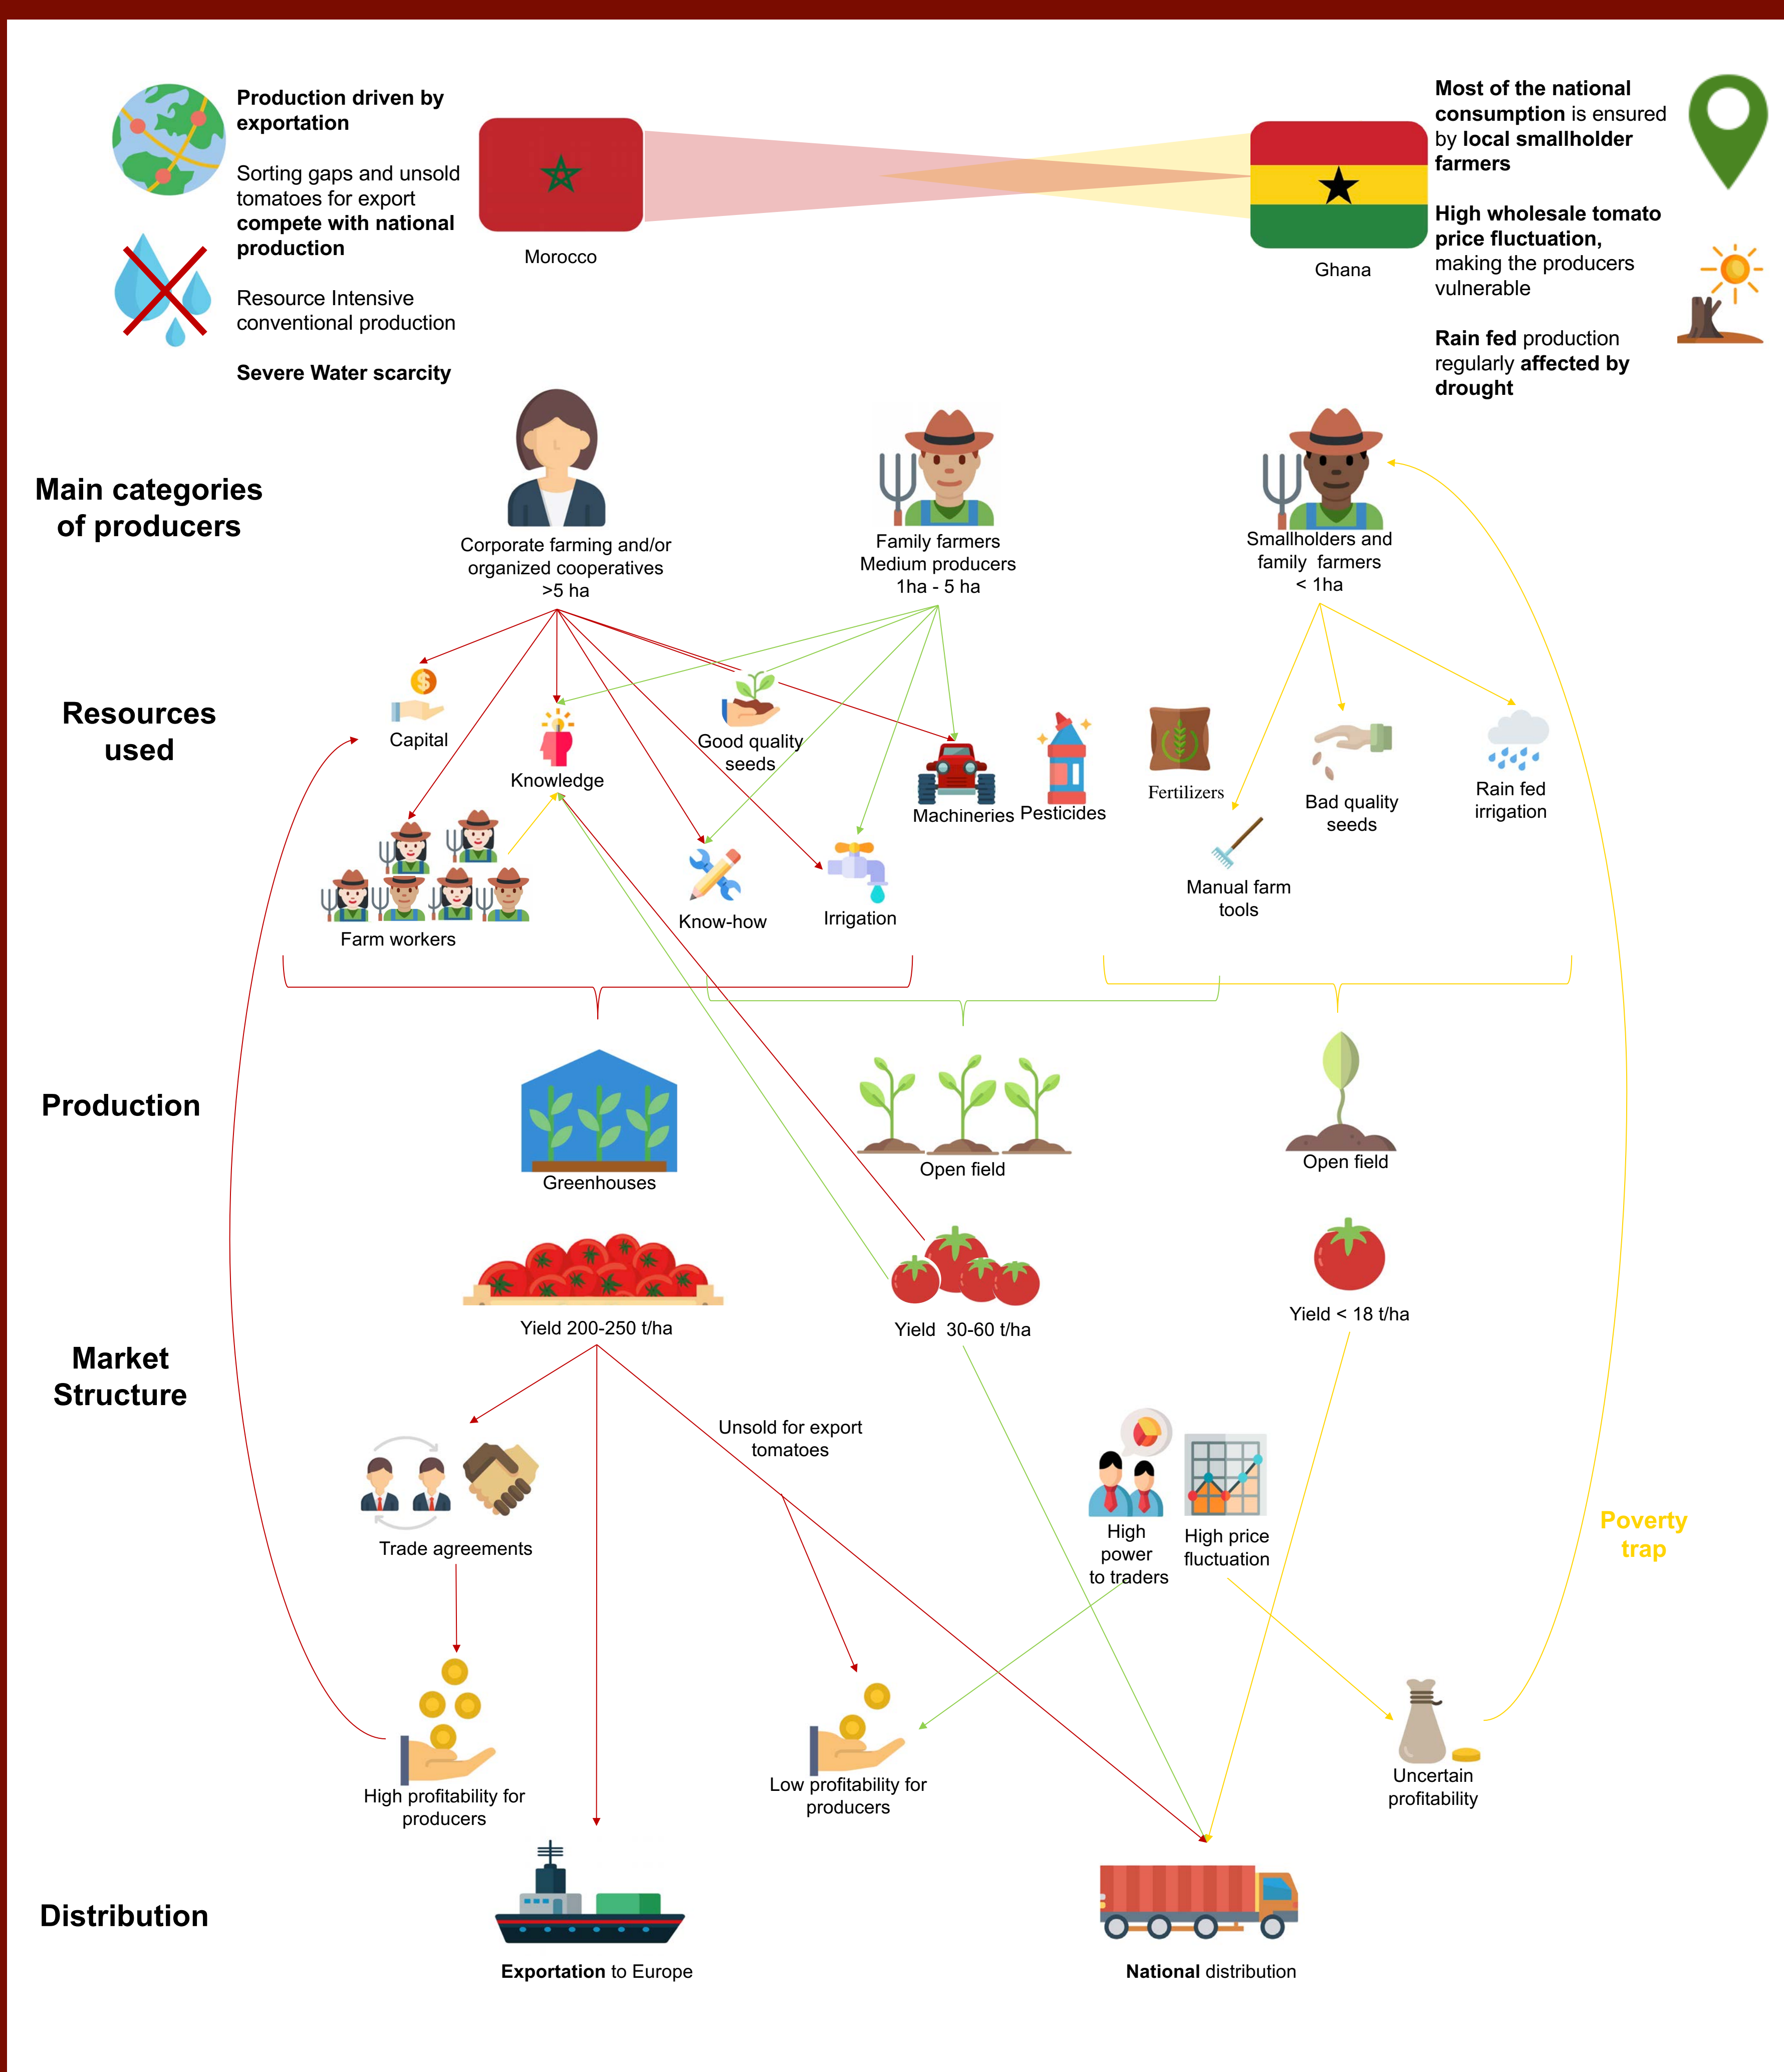 Production driven by
exportation
Sorting gaps and unsold
tomatoes for export
compete with national
production
Resource Intensive
conventional production
Severe Water scarcity
Morocco
Ghana
Most of the national
consumption is ensured
by local smallholder
farmers
High wholesale tomato
price fluctuation,
making the producers
vulnerable
Rain fed production
regularly affected by
drought
Main categories
of producers
Corporate farming and/or
organized cooperatives
>5 ha
Family farmers
Medium producers
1ha - 5 ha
Smallholders and
family farmers
< 1ha
Resources
used
Capital
Knowledge
Good quality
seeds
Machineries
Pesticides
Fertilizers
Bad quality
seeds
Rain fed
irrigation
Farm workers
Know-how
Irrigation
Manual farm
tools
Production
Greenhouses
Open field
Open field
Market
Structure
Yield 200-250 t/ha
Yield 30-60 t/ha
Yield < 18 t/ha
Unsold for export
tomatoes
Trade agreements
High
power
to traders
High price
fluctuation
Poverty
trap
High profitability for
producers
Low profitability for
producers
Uncertain
profitability
Distribution
Exportation to Europe
National distribution